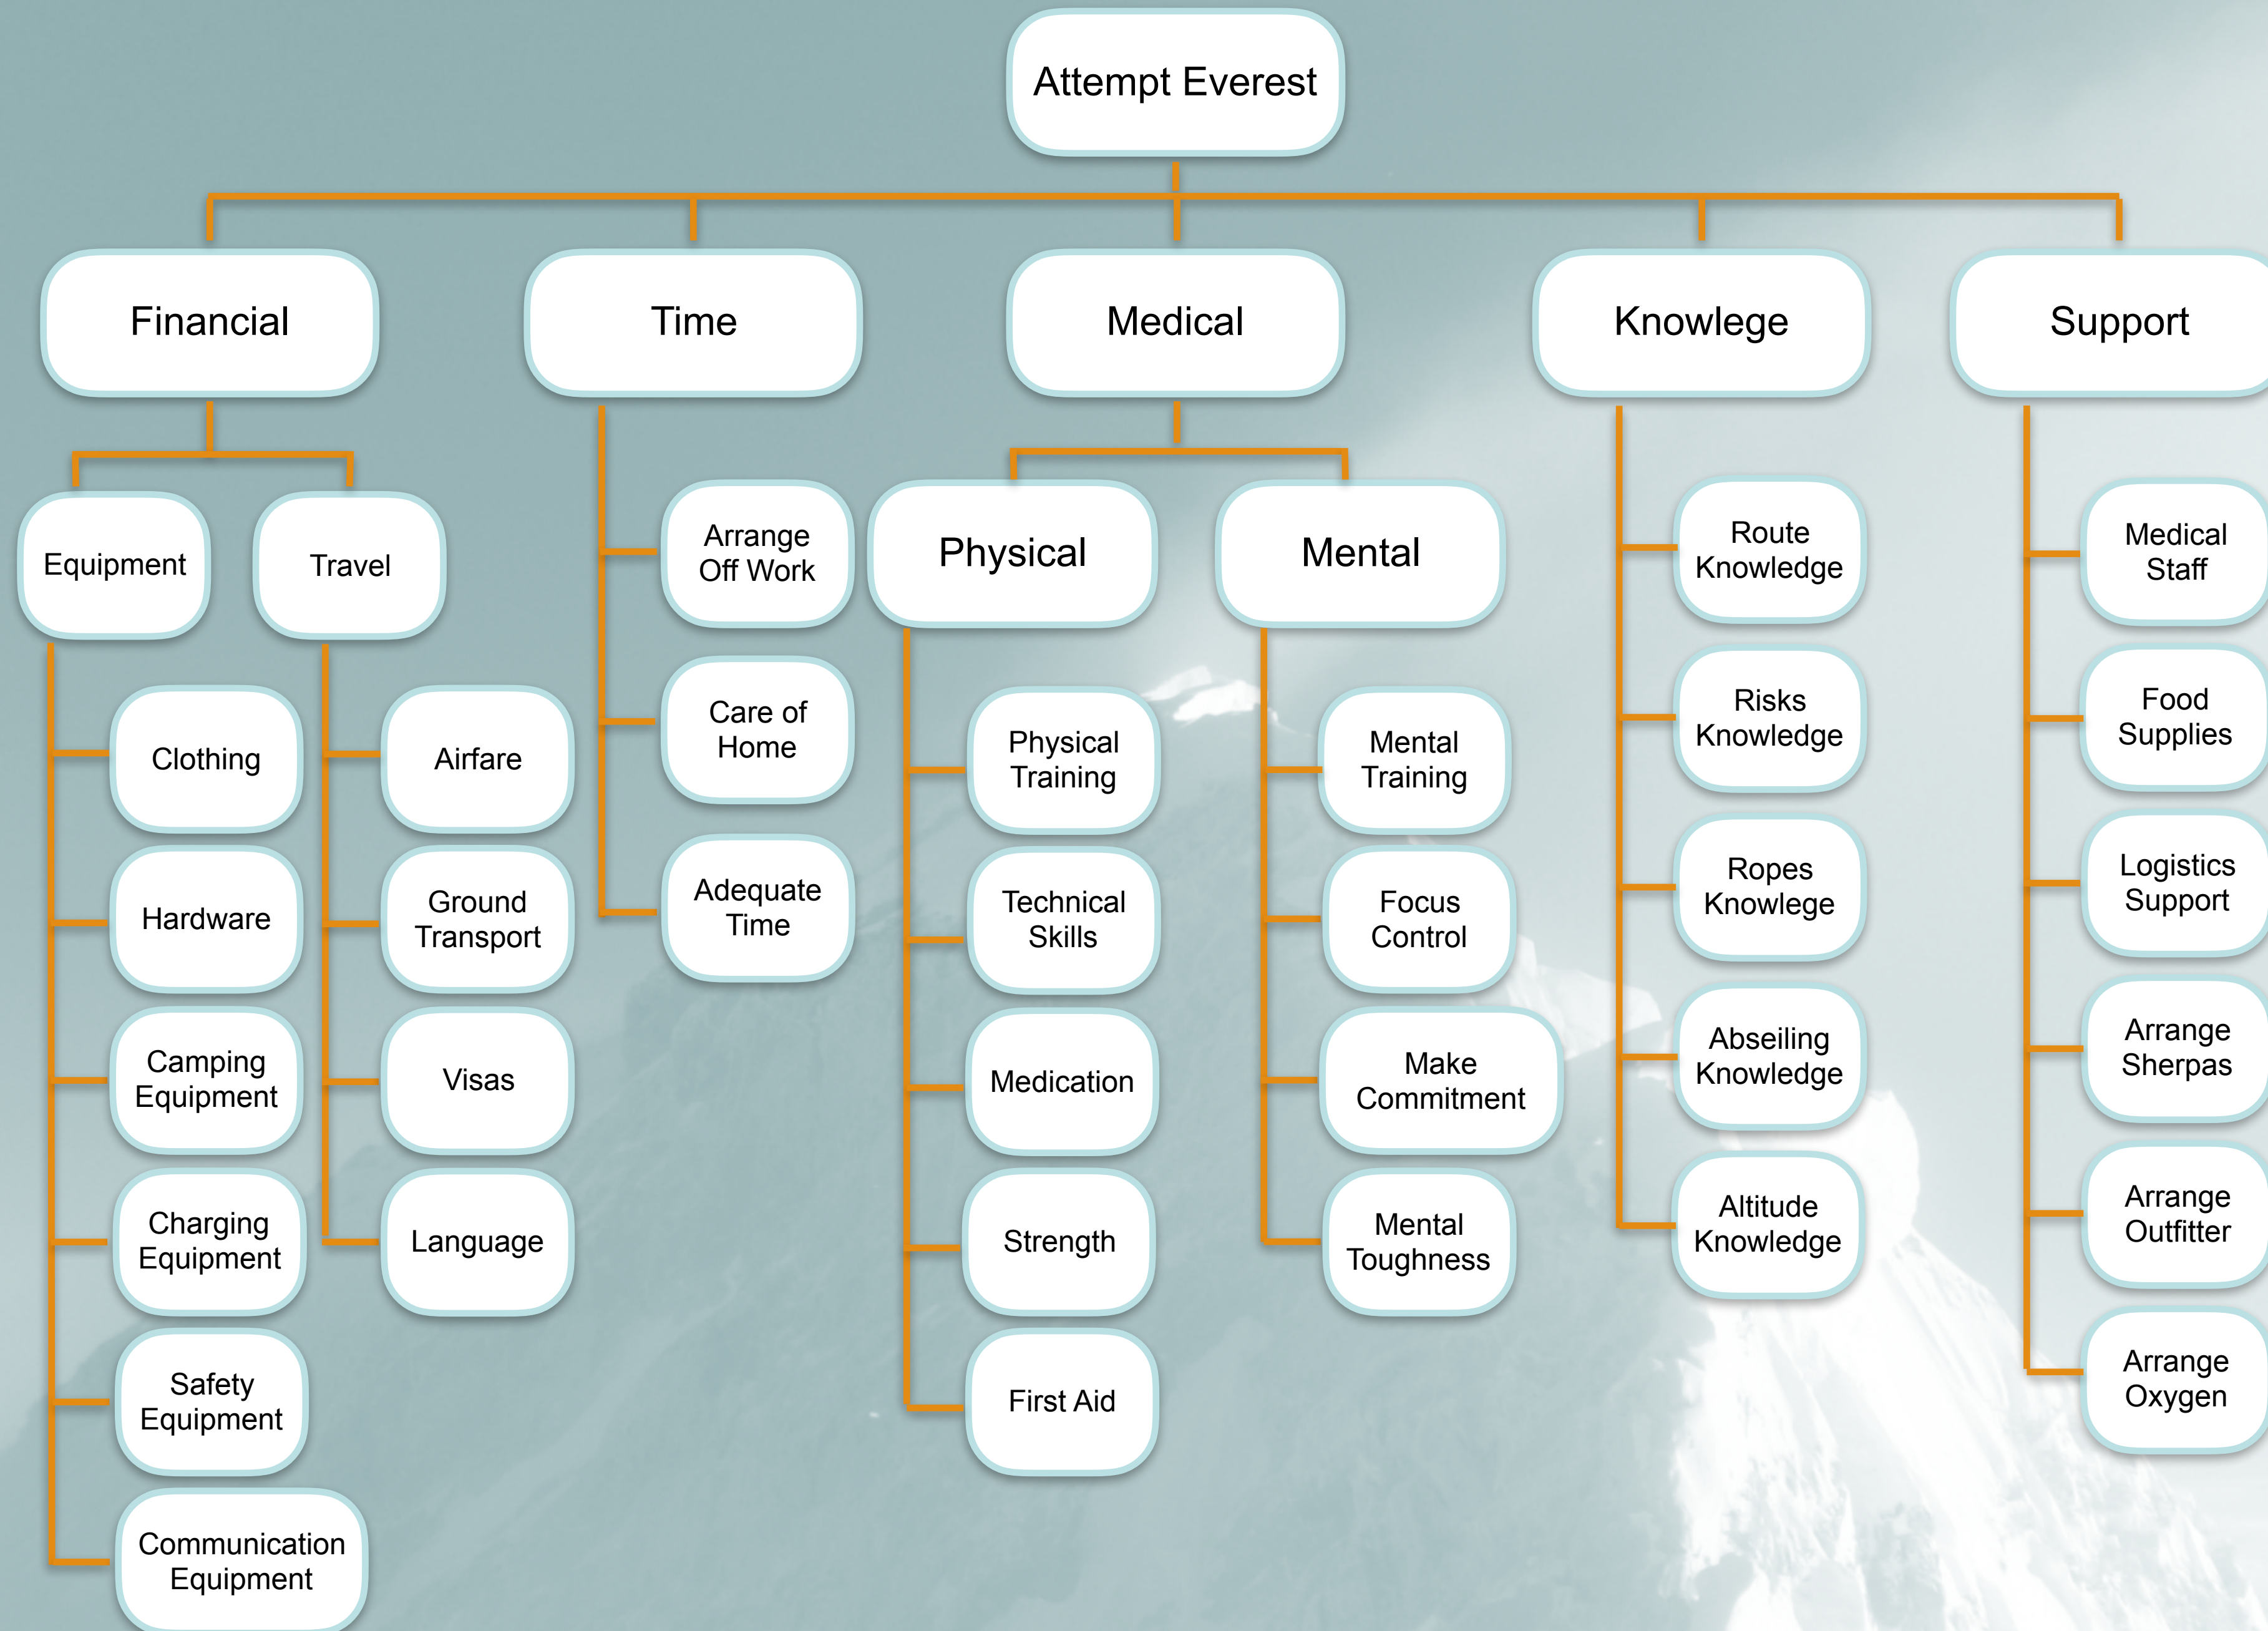 Attempt Everest
Financial
Time
Medical
Knowlege
Support
Equipment
Travel
Clothing
Hardware
Camping
Equipment
Charging
Equipment
Safety
Equipment
Communication
Equipment
Airfare
Ground
Transport
Visas
Language
Arrange
Off Work
Care of
Home
Adequate
Time
Physical
Mental
Physical
Training
Technical
Skills
Medication
Strength
First Aid
Mental
Training
Focus
Control
Make
Commitment
Mental
Toughness
Route
Knowledge
Risks
Knowledge
Ropes
Knowlege
Abseiling
Knowledge
Altitude
Knowledge
Medical
Staff
Food
Supplies
Logistics
Support
Arrange
Sherpas
Arrange
Outfitter
Arrange
Oxygen